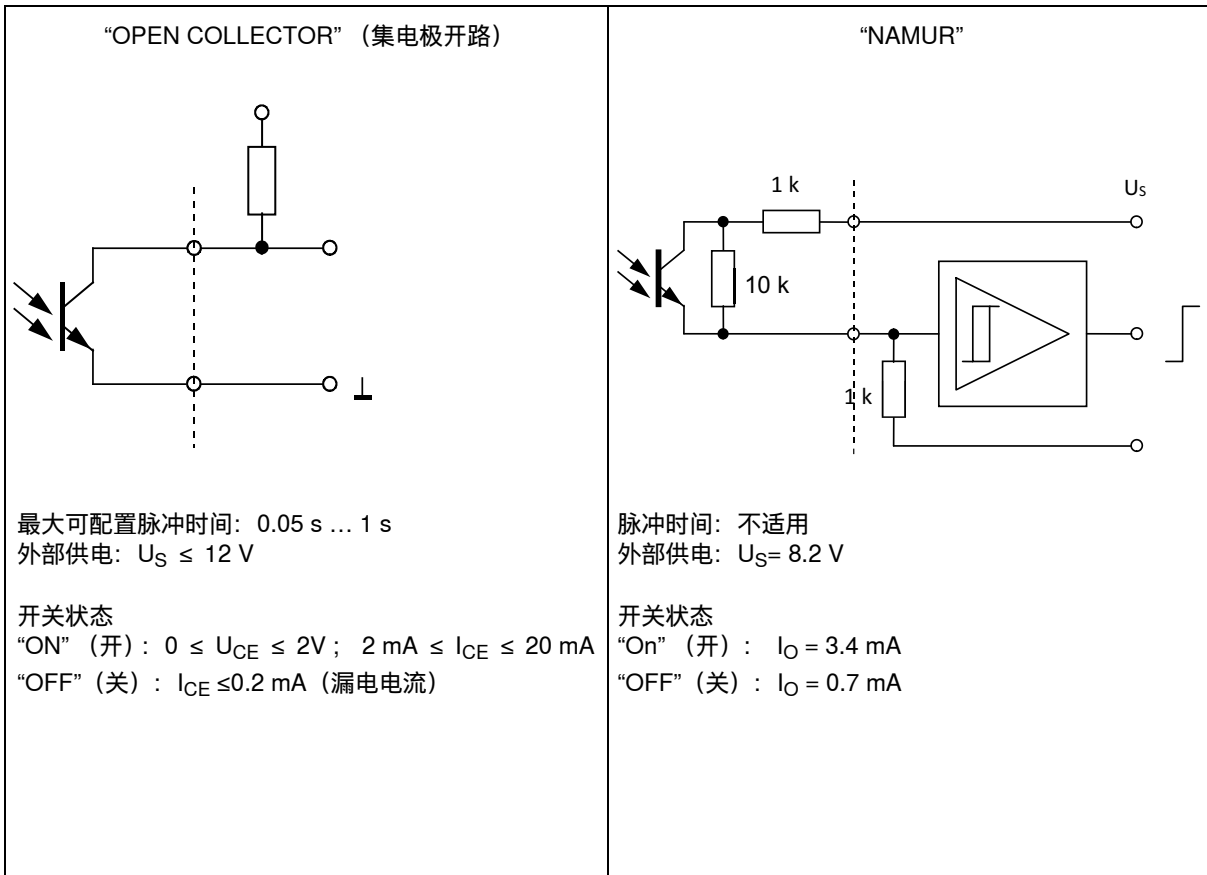 “OPEN COLLECTOR” （集电极开路）
最大可配置脉冲时间：0.05 s … 1 s
外部供电：US ≤ 12 V
开关状态
“ON” （开）: 0 ≤ UCE ≤ 2V ; 2 mA ≤ ICE ≤ 20 mA
“OFF”（关）: ICE ≤0.2 mA（漏电电流）
“NAMUR”
1 k
US
10 k
1 k
脉冲时间：不适用
外部供电：US= 8.2 V
开关状态
“On” （开）: IO = 3.4 mA
“OFF”（关）: IO = 0.7 mA